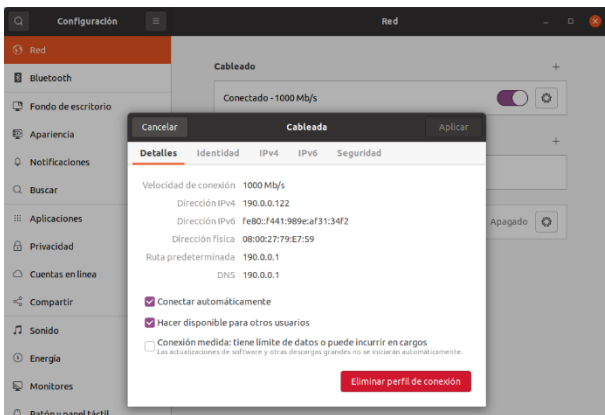 Configuración
Red
Red
Bluetooth
Fondo de escritorio
Apariencia
Notificaciones
Buscar
Aplicaciones
Privacidad
Cuentas en línea
Compartir
Sonido
Energía
Monitores
Ratón y panel táctil
Cableado
Conectado - 1000 Mb/s
Apagado
Cancelar
Cableada
Aplicar
Detalles Identidad IPv4 IPv6 Seguridad
Velocidad de conexión 1000 Mb/s
Dirección IPv4 190.0.0.122
Dirección IPv6 fe80::f441:989e:af31:34f2
Dirección física 08:00:27:79:E7:59
Ruta predeterminada 190.0.0.1
DNS 190.0.0.1
Conectar automáticamente
Hacer disponible para otros usuarios
Conexión medida: tiene límite de datos o puede incurrir en cargos
Las actualizaciones de software y otras descargas grandes no se iniciarán automáticamente.
Eliminar perfil de conexión